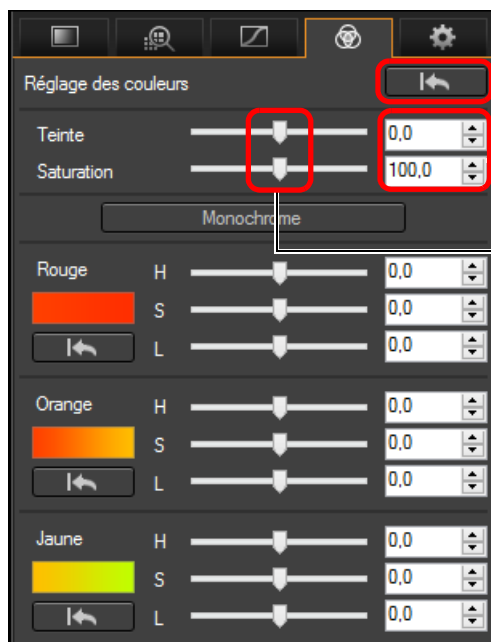 Réglage des couleurs
Teinte 0,0
Saturation 100,0
Monochrome
Rouge H 0,0
S 0,0
L 0,0
Orange H 0,0
S 0,0
L 0,0
Jaune H 0,0
S 0,0
L 0,0